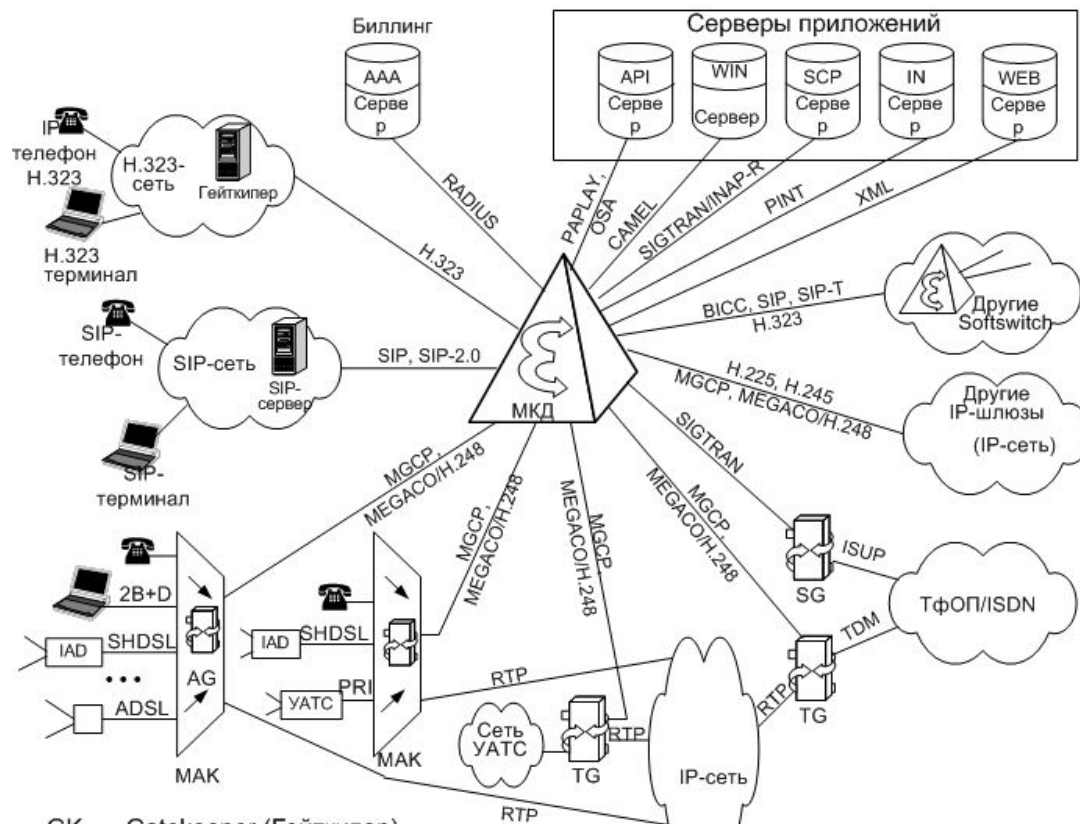 Биллинг
Серверы приложений
AAA
Серве
р
API
Серве
р
WIN
Сервер
SCP
Серве
р
IN
Серве
р
WEB
Серве
р
IP
телефон
H.323
H.323-
сеть
Гейткипер
H.323
терминал
RADIUS
H.323
PAPLAY,
OSA
CAMEL
SIGTRAN/INAP-R
PINT
XML
SIP-
телефон
SIP-сеть
SIP-
сервер
SIP-
терминал
SIP, SIP-2.0
МКД
BICC, SIP, SIP-T
H.323
Другие
Softswitch
H.225, H.245
MGCP, MEGACO/H.248
Другие
IP-шлюзы
(IP-сеть)
SIGTRAN
MGCP,
MEGACO/H.248
MGCP,
MEGACO/H.248
MGCP,
MEGACO/H.248
MGCP,
MEGACO/H.248
2B+D
IAD
SHDSL
...
ADSL
AG
МАК
IAD
SHDSL
УАТС
PRI
МАК
RTP
Сеть
УАТС
TG
RTP
IP-сеть
RTP
RTP
TG
TDM
SG
ISUP
ТфОП/ISDN
GK Gatekeeper (Гейткипер)